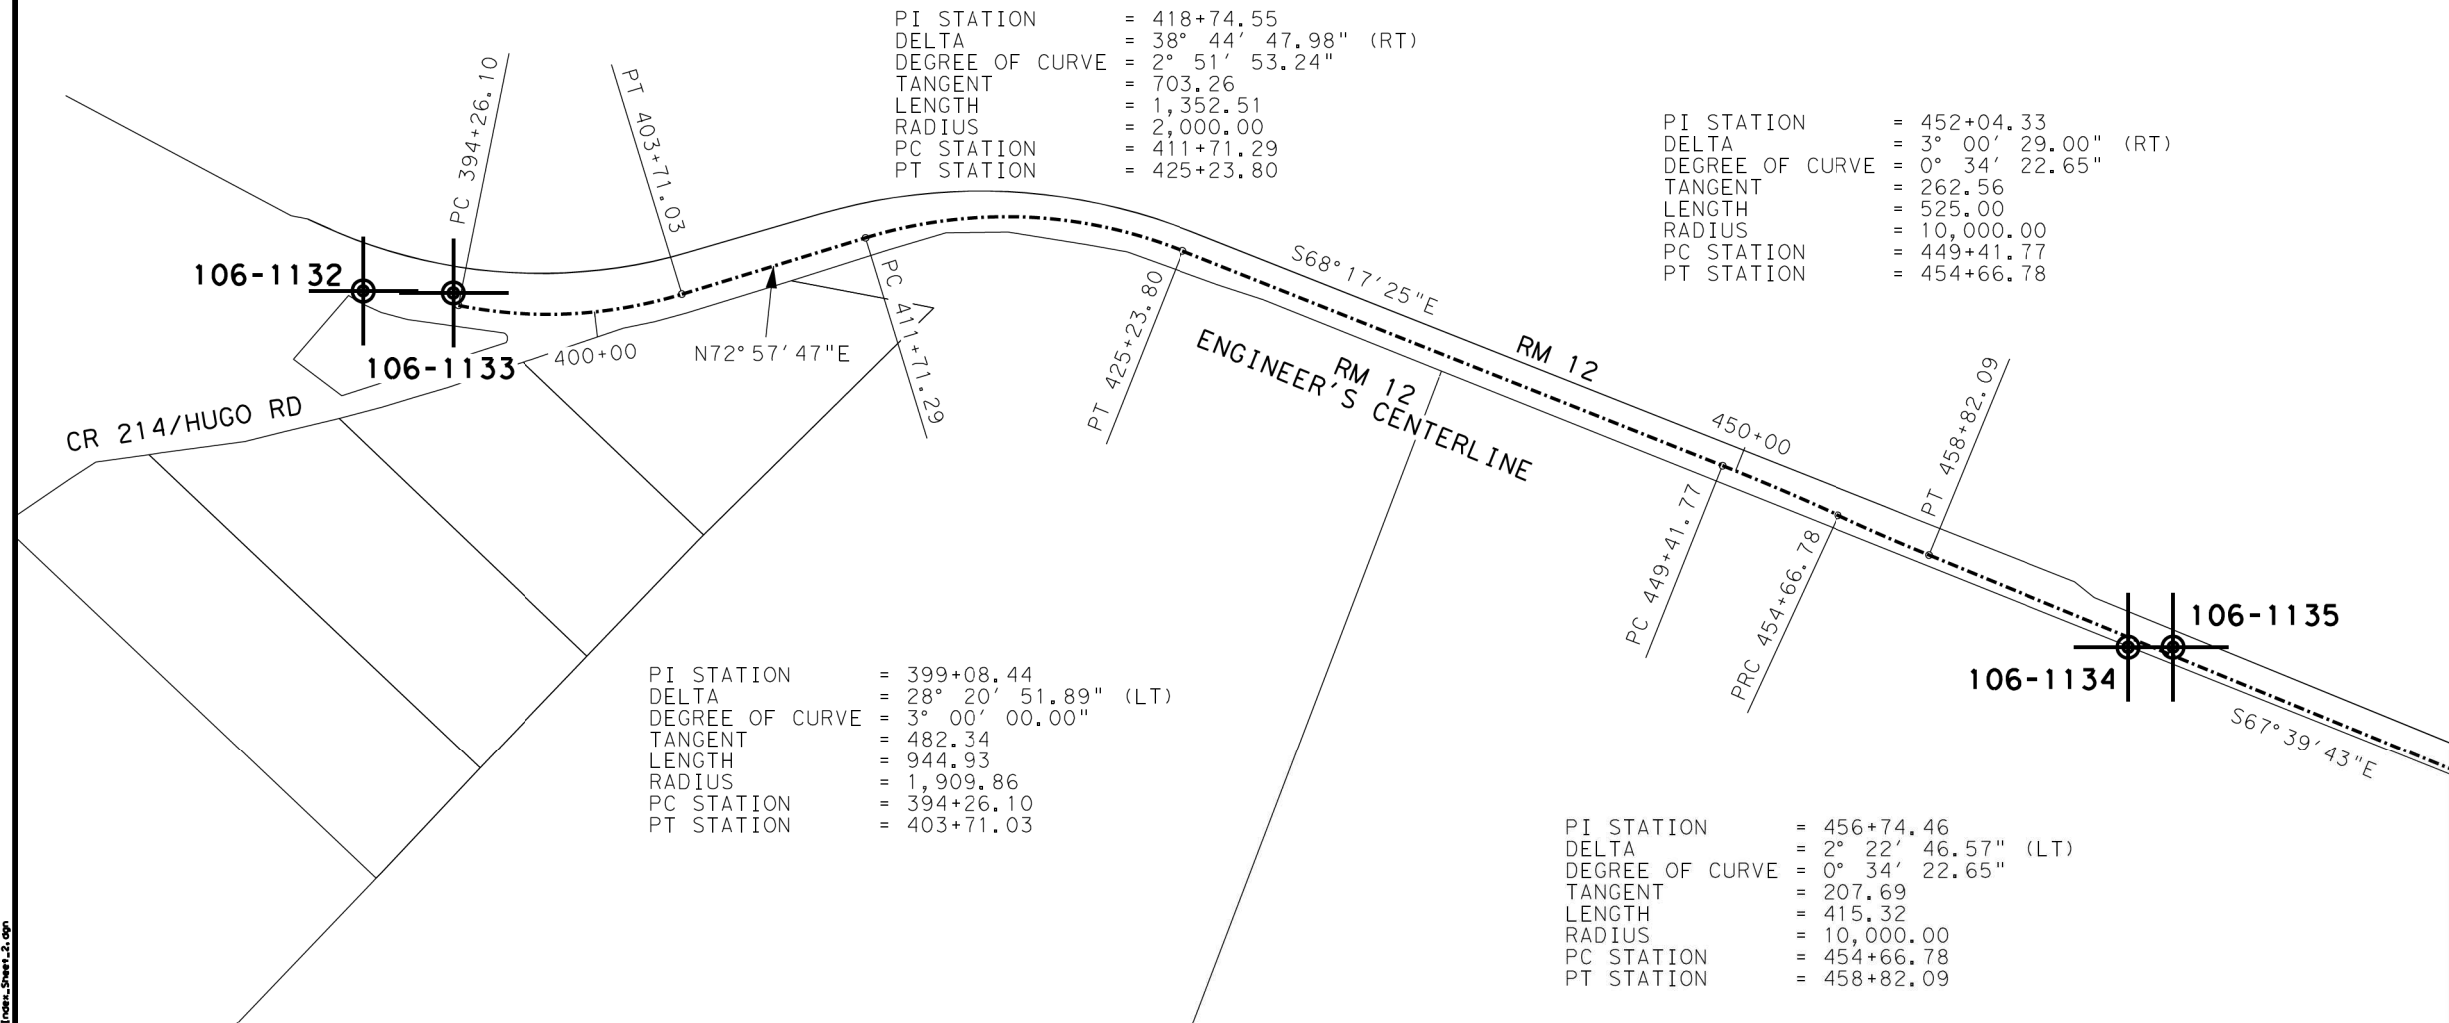 PI STATION = 418+74.55
DELTA = 38° 44' 47.98" (RT)
DEGREE OF CURVE = 2° 51' 53.24"
TANGENT = 703.26
LENGTH = 1,352.51
RADIUS = 2,000.00
PC STATION = 411+71.29
PT STATION = 425+23.80
PI STATION = 452+04.33
DELTA = 3° 00' 29.00" (RT)
DEGREE OF CURVE = 0° 34' 22.65"
TANGENT = 262.56
LENGTH = 525.00
RADIUS = 10,000.00
PC STATION = 449+41.77
PT STATION = 454+66.78
PC 394+26.10
PT 403+71.03
106-1132
106-1133
400+00
N72°57'47"E
PC 411+71.29
PT 425+23.80
S68°17'25"E
RM 12
RM 12
ENGINEER'S CENTERLINE
450+00
PT 458+82.09
CR 214/HUGO RD
PC 449+41.77
PRC 454+66.78
106-1135
106-1134
S67°39'43"E
PI STATION = 399+08.44
DELTA = 28° 20' 51.89" (LT)
DEGREE OF CURVE = 3° 00' 00.00"
TANGENT = 482.34
LENGTH = 944.93
RADIUS = 1,909.86
PC STATION = 394+26.10
PT STATION = 403+71.03
PI STATION = 456+74.46
DELTA = 2° 22' 46.57" (LT)
DEGREE OF CURVE = 0° 34' 22.65"
TANGENT = 207.69
LENGTH = 415.32
RADIUS = 10,000.00
PC STATION = 454+66.78
PT STATION = 458+82.09
Index_Sheet_2.dgn